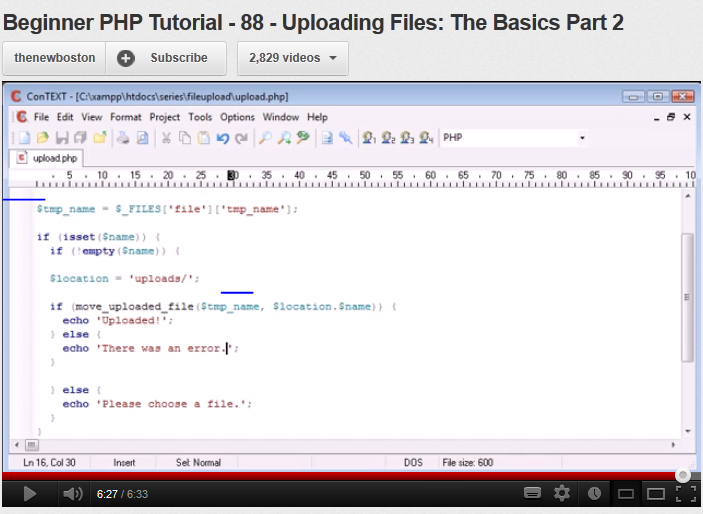 Beginner PHP Tutorial - 88 - Uploading Files: The Basics Part 2
thenewboston Subscribe 2,829 videos
ConTEXT - [C:\xampp\htdocs\series\fileupload\upload.php]
File Edit View Format Project Tools Options Window Help
PHP
upload.php
5 10 15 20 25 30 35 40 45 50 55 60 65 70 75 80 85 90 95 10
$tmp_name = $_FILES['file']['tmp_name'];
if (isset($name)) {
if (!empty($name)) {
$location = 'uploads/';
if (move_uploaded_file($tmp_name, $location.$name)) {
echo 'Uploaded!';
} else {
echo 'There was an error.';
}
} else {
echo 'Please choose a file.';
}
}
Ln 16, Col 30 Insert Sel: Normal DOS File size: 600
6:27 / 6:33